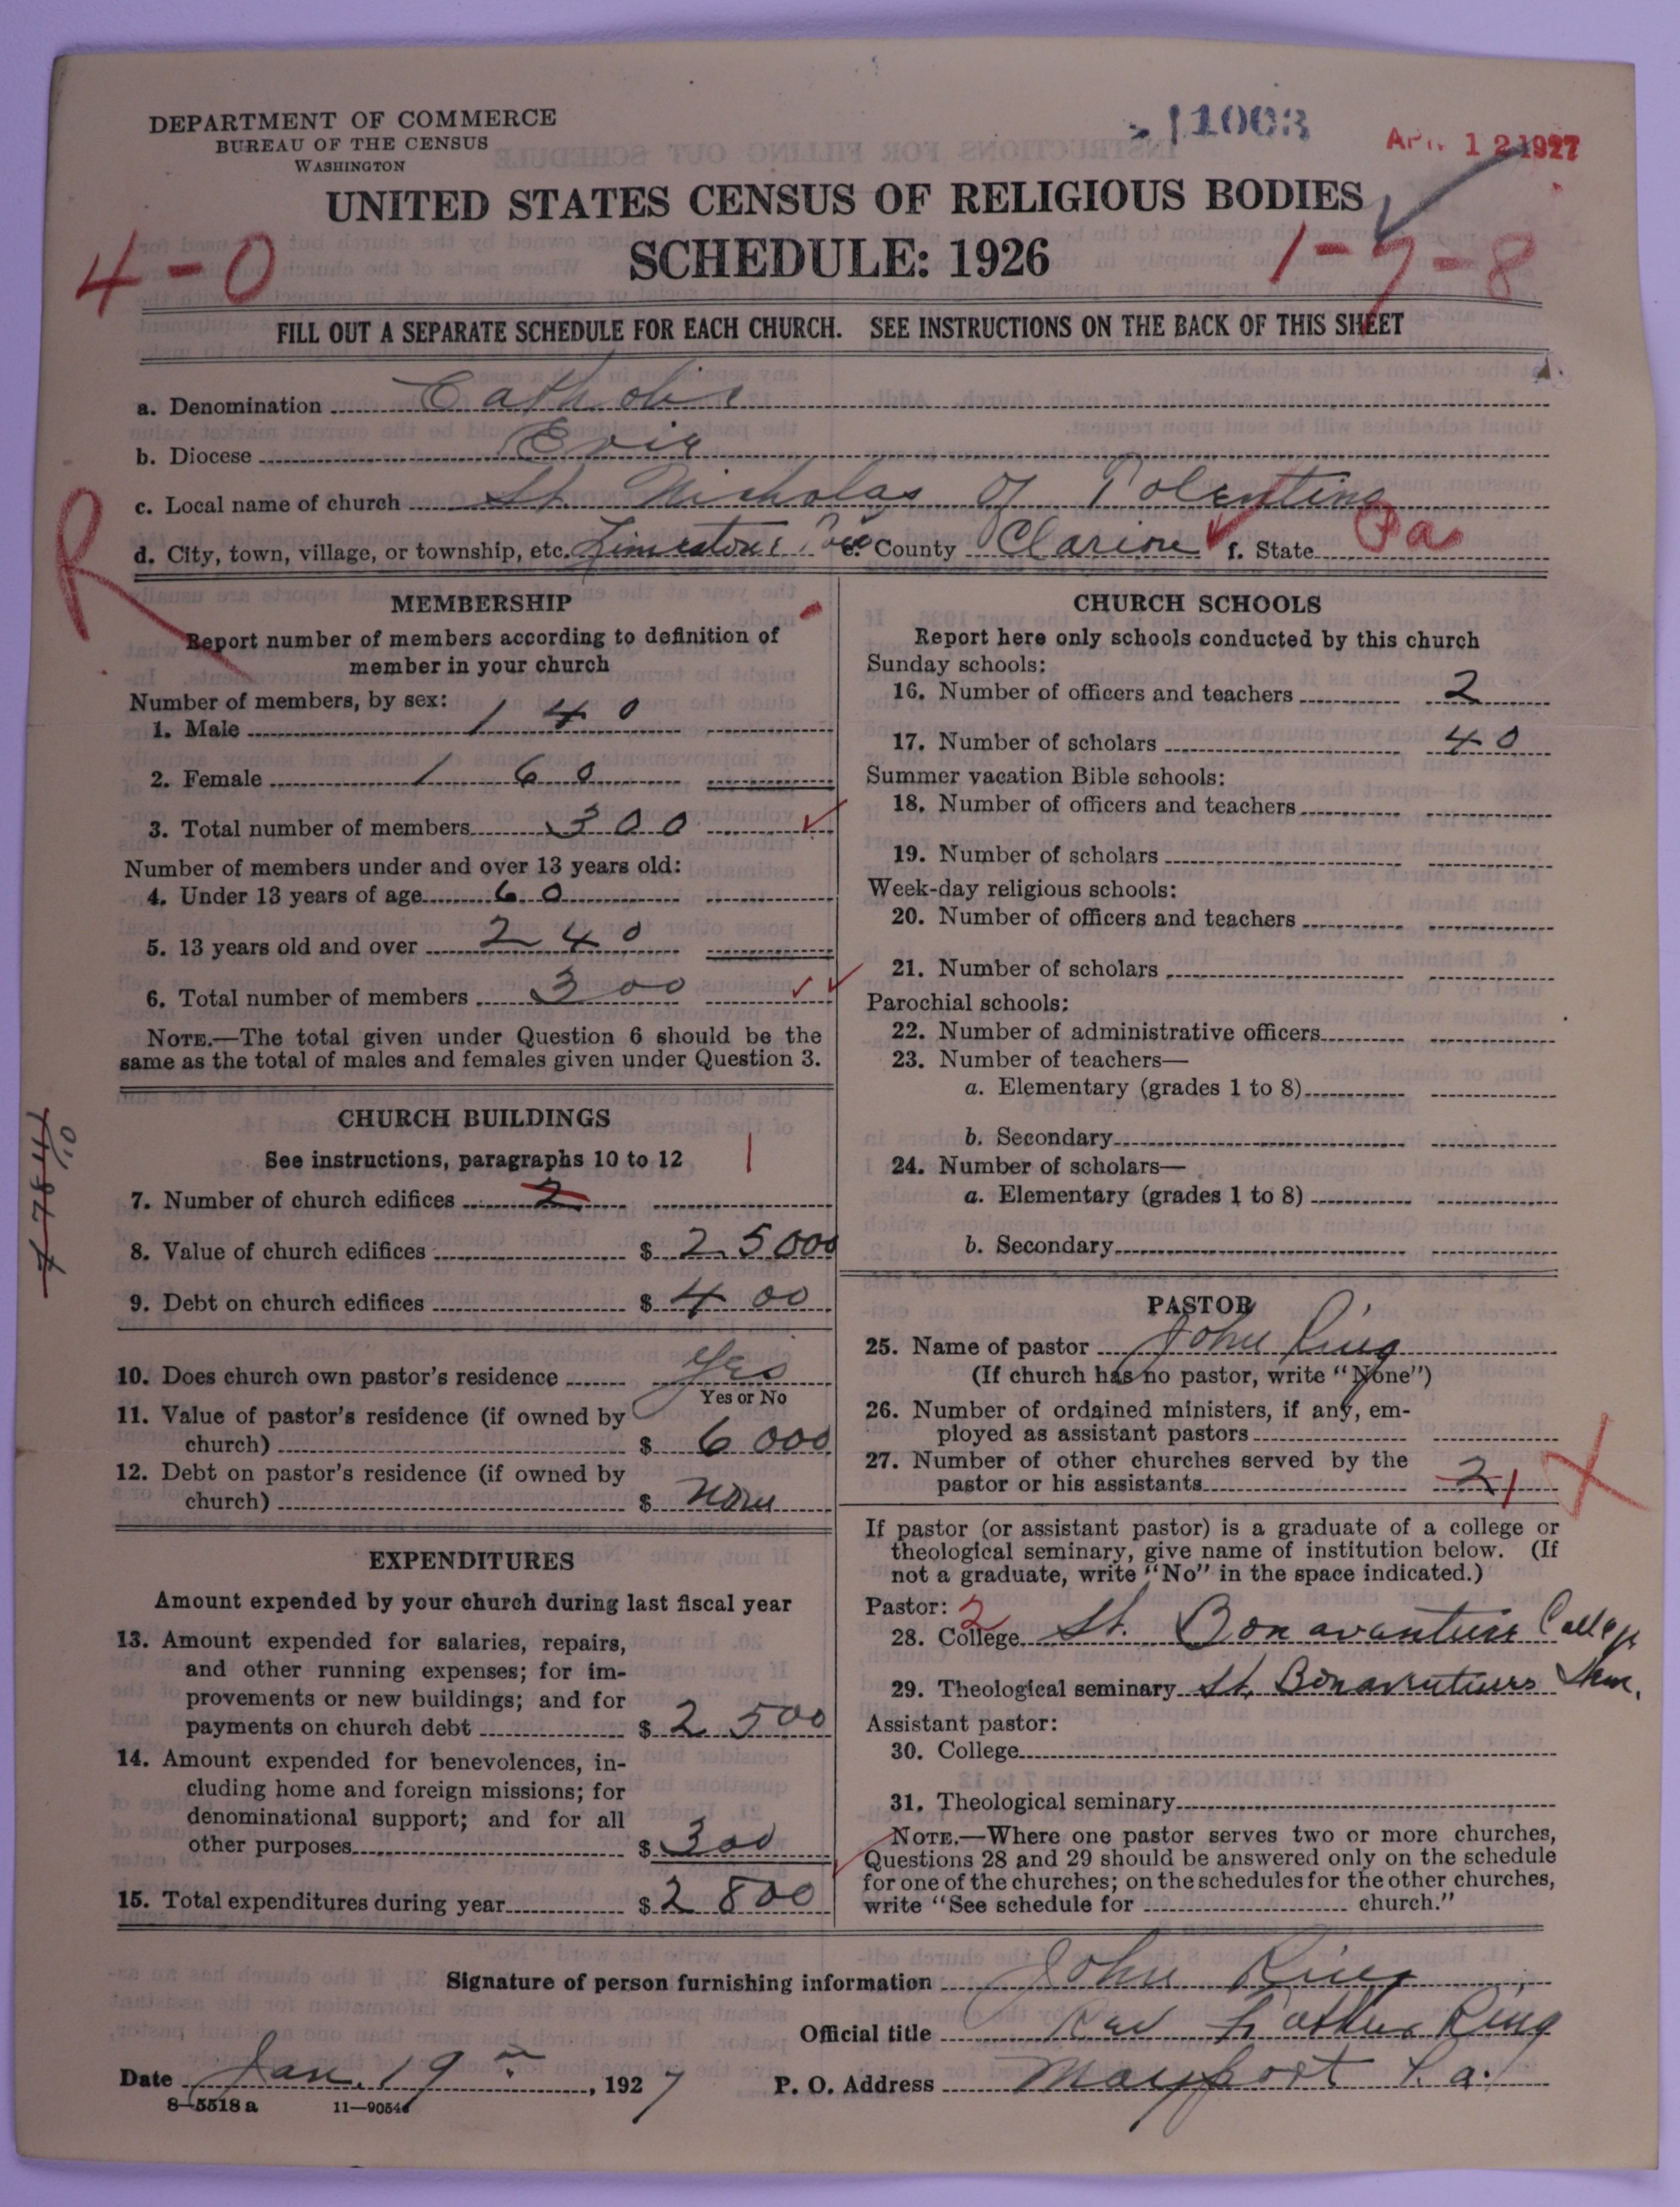 DEPARTMENT OF COMMERCE
BUREAU OF THE CENSUS
WASHINGTON
11003
APR. 12 1927
UNITED STATES CENSUS OF RELIGIOUS BODIES
SCHEDULE: 1926
4-0
1-7-8
FILL OUT A SEPARATE SCHEDULE FOR EACH CHURCH. SEE INSTRUCTIONS ON THE BACK OF THIS SHEET
a. Denomination Catholic
b. Diocese Erie
c. Local name of church St. Nicholas of Tolentine
d. City, town, village, or township, etc. Limestone e. County Clarion f. State Pa
R
MEMBERSHIP
Report number of members according to definition of
member in your church
Number of members, by sex:
1. Male 140
2. Female 160
3. Total number of members 300
Number of members under and over 13 years old:
4. Under 13 years of age 60
5. 13 years old and over 240
6. Total number of members 300
NOTE.—The total given under Question 6 should be the
same as the total of males and females given under Question 3.
CHURCH BUILDINGS
See instructions, paragraphs 10 to 12 1
7. Number of church edifices 2
8. Value of church edifices $ 25000
9. Debt on church edifices $ 400
10. Does church own pastor's residence Yes
Yes or No
11. Value of pastor's residence (if owned by
church) $ 6000
12. Debt on pastor's residence (if owned by
church) $ None
EXPENDITURES
Amount expended by your church during last fiscal year
13. Amount expended for salaries, repairs,
and other running expenses; for im-
provements or new buildings; and for
payments on church debt $ 2500
14. Amount expended for benevolences, in-
cluding home and foreign missions; for
denominational support; and for all
other purposes $ 300
15. Total expenditures during year $ 2800
CHURCH SCHOOLS
Report here only schools conducted by this church
Sunday schools:
16. Number of officers and teachers 2
17. Number of scholars 40
Summer vacation Bible schools:
18. Number of officers and teachers
19. Number of scholars
Week-day religious schools:
20. Number of officers and teachers
21. Number of scholars
Parochial schools:
22. Number of administrative officers
23. Number of teachers—
a. Elementary (grades 1 to 8)
b. Secondary
24. Number of scholars—
a. Elementary (grades 1 to 8)
b. Secondary
PASTOR
25. Name of pastor John Ring
(If church has no pastor, write "None")
26. Number of ordained ministers, if any, em-
ployed as assistant pastors
27. Number of other churches served by the
pastor or his assistants 2 1 X
If pastor (or assistant pastor) is a graduate of a college or
theological seminary, give name of institution below. (If
not a graduate, write "No" in the space indicated.)
Pastor: 2
28. College St. Bonaventure College
29. Theological seminary St. Bonaventures Sem.
Assistant pastor:
30. College
31. Theological seminary
NOTE.—Where one pastor serves two or more churches,
Questions 28 and 29 should be answered only on the schedule
for one of the churches; on the schedules for the other churches,
write "See schedule for church."
Signature of person furnishing information John Ring
Official title Rev Father Ring
Date Jan. 19, 1927 P. O. Address Mayport Pa.
8-5518 a 11-9054